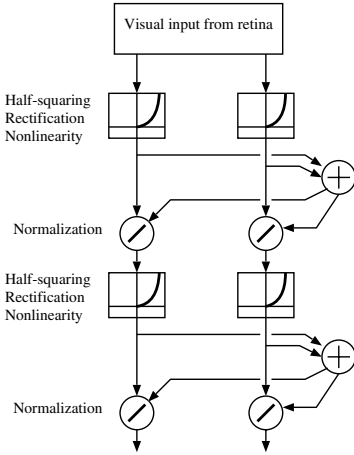 Visual input from retina
Half-squaring
Rectification
Nonlinearity
Normalization
Half-squaring
Rectification
Nonlinearity
Normalization